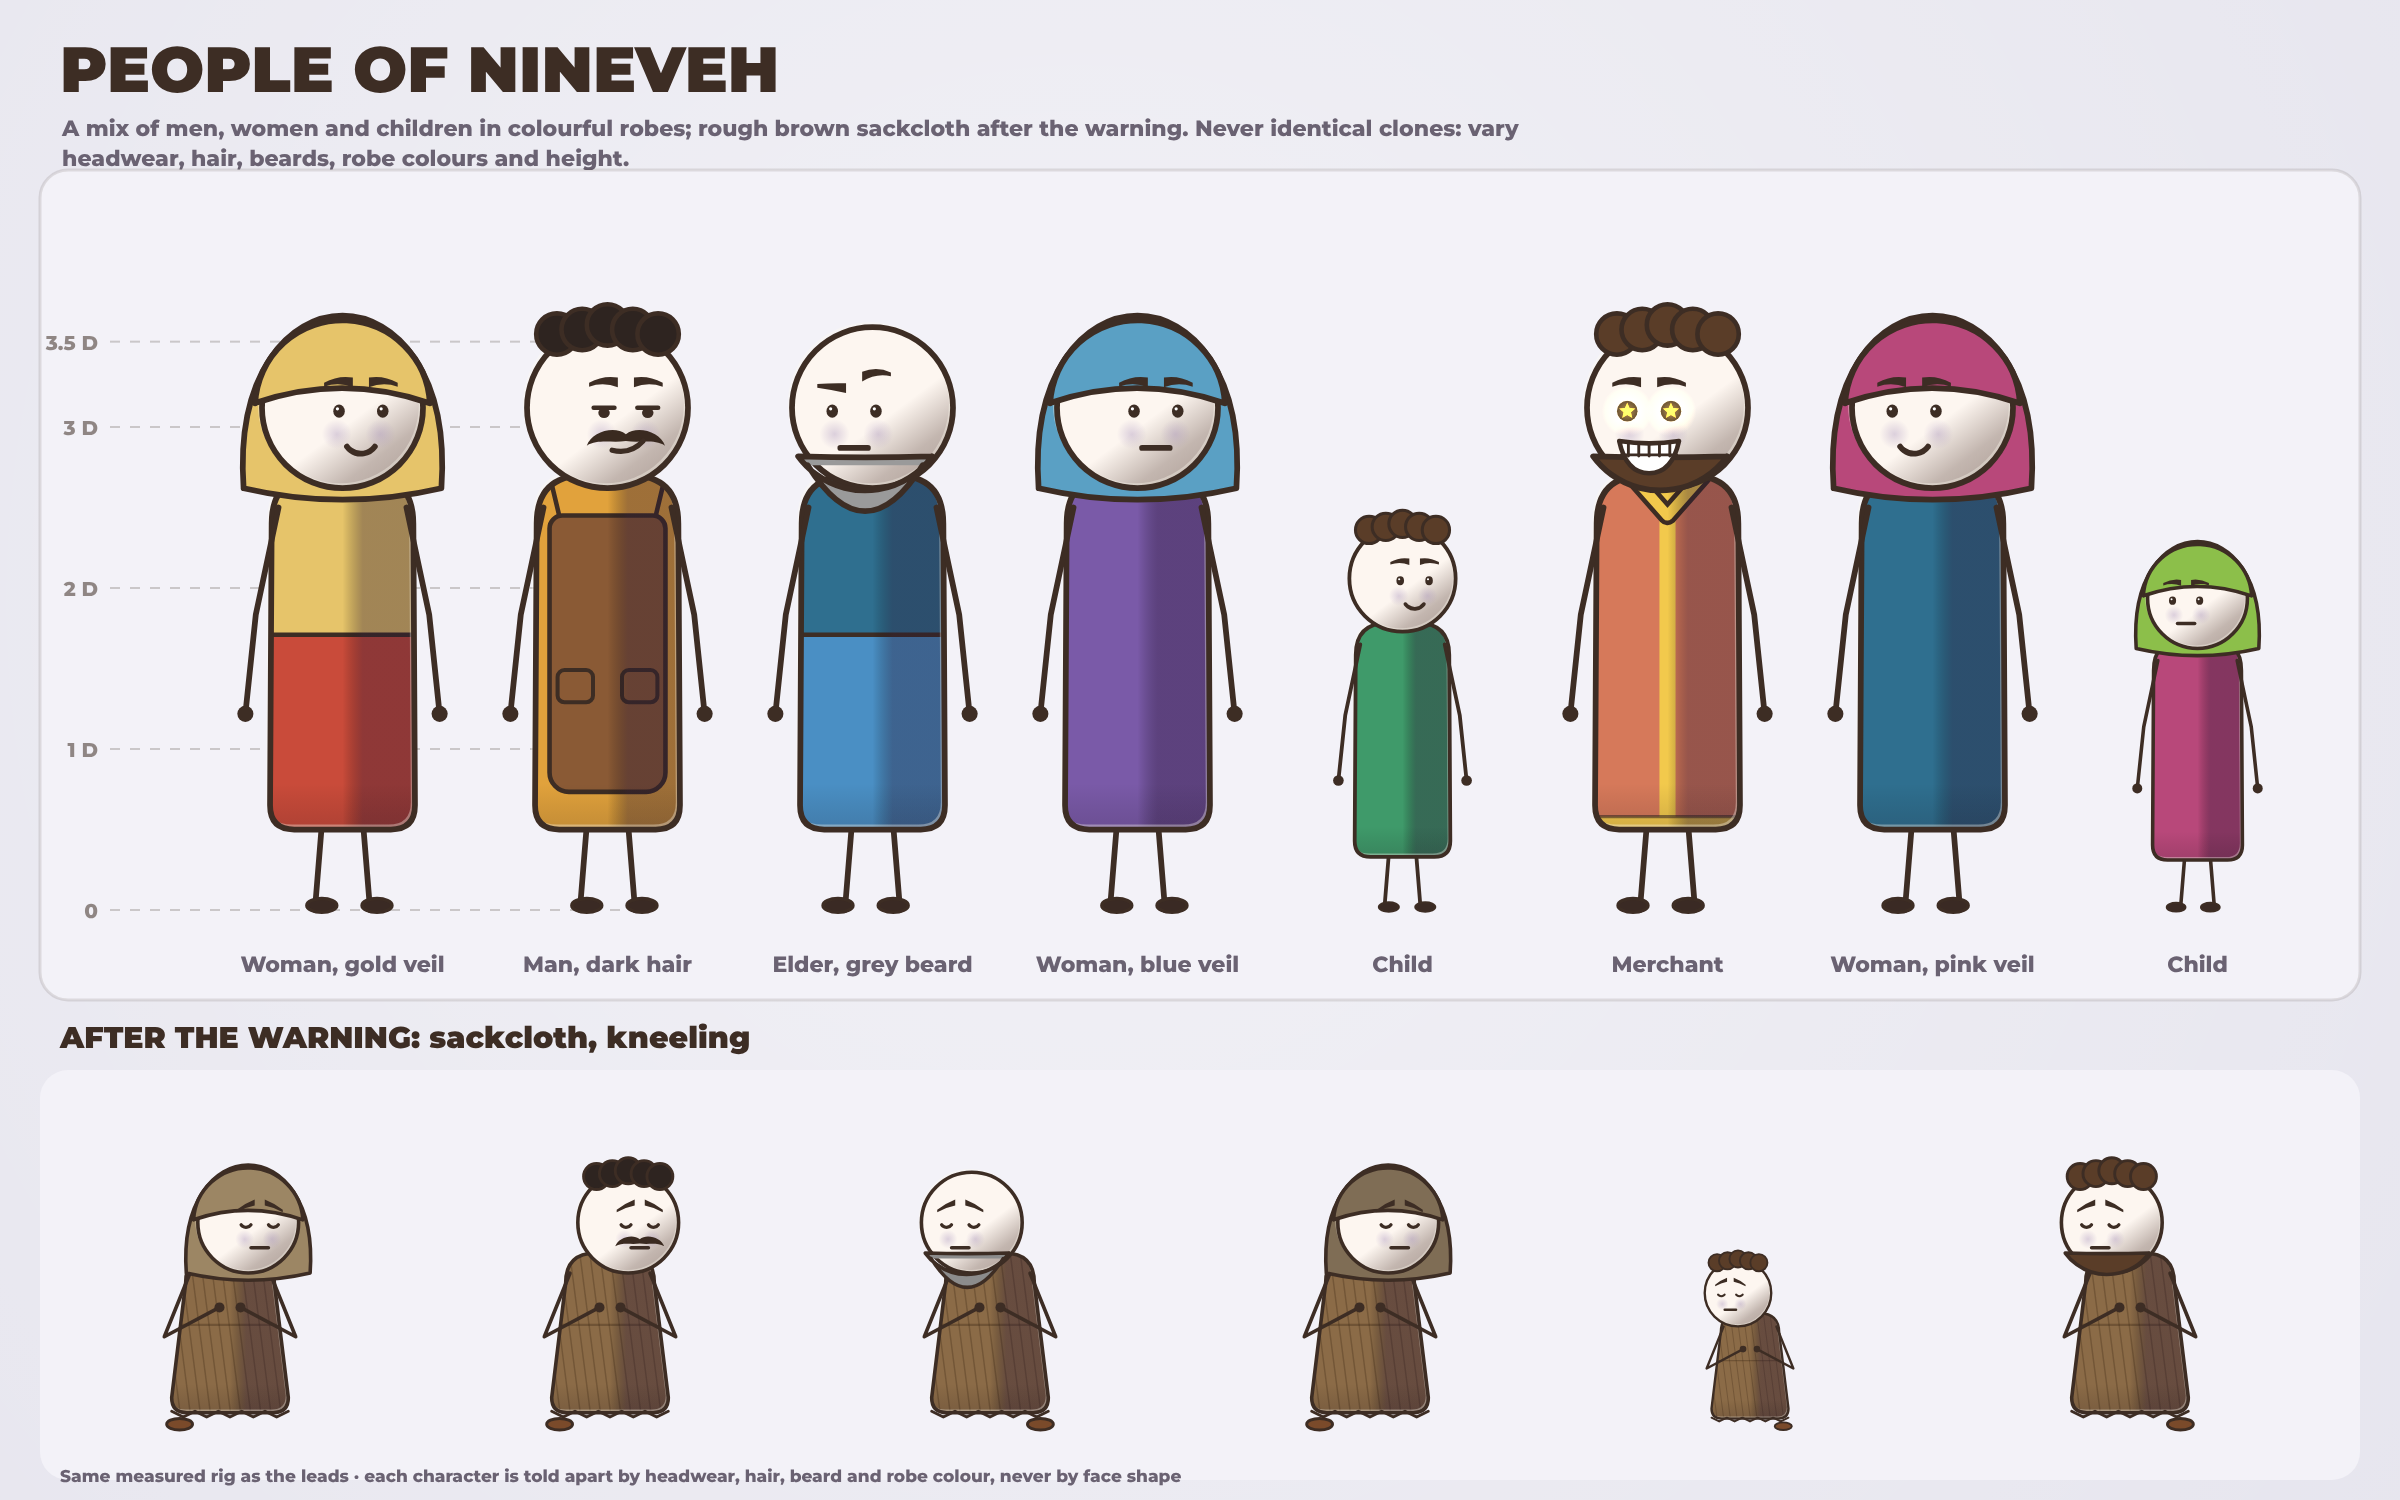 PEOPLE OF NINEVEH
A mix of men, women and children in colourful robes; rough brown sackcloth after the warning. Never identical clones: vary
headwear, hair, beards, robe colours and height.
3.5 D
3 D
2 D
1 D
0
Woman, gold veil
Man, dark hair
Elder, grey beard
Woman, blue veil
Child
Merchant
Woman, pink veil
Child
AFTER THE WARNING: sackcloth, kneeling
Same measured rig as the leads · each character is told apart by headwear, hair, beard and robe colour, never by face shape